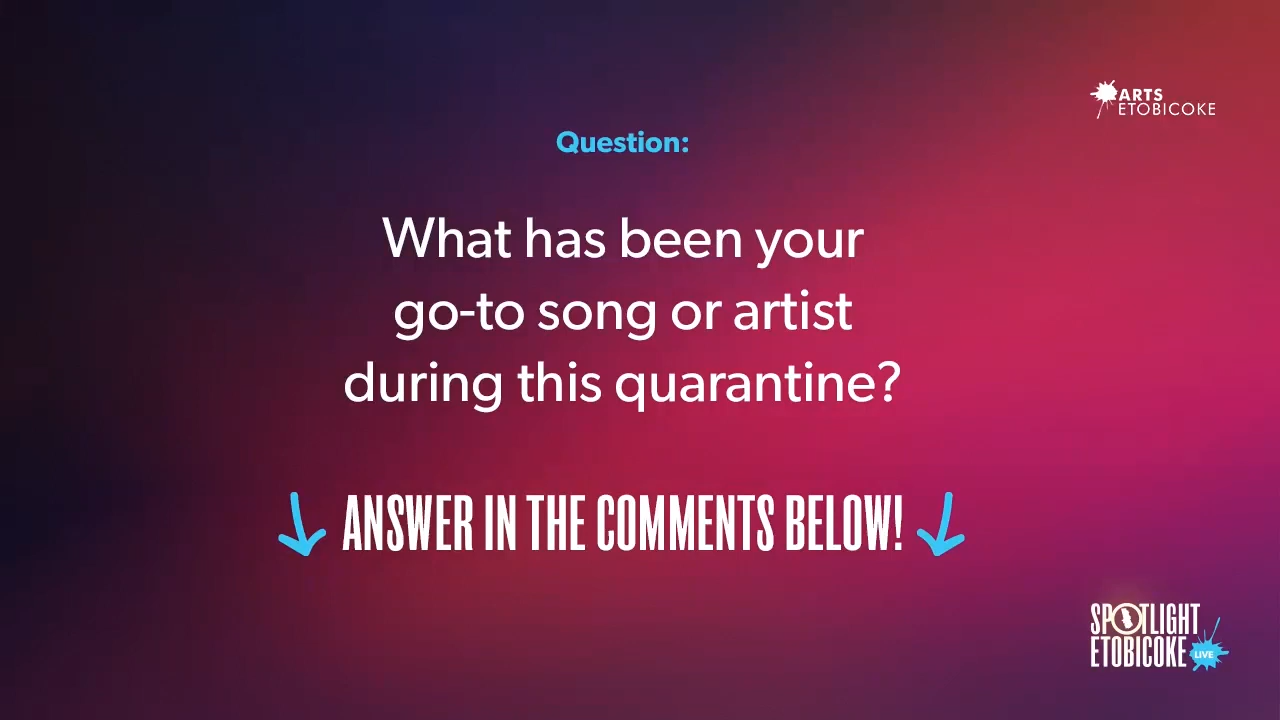 ARTS
ETOBICOKE
Question:
What has been your
go-to song or artist
during this quarantine?
ANSWER IN THE COMMENTS BELOW!
SPOTLIGHT
ETOBICOKE
LIVE